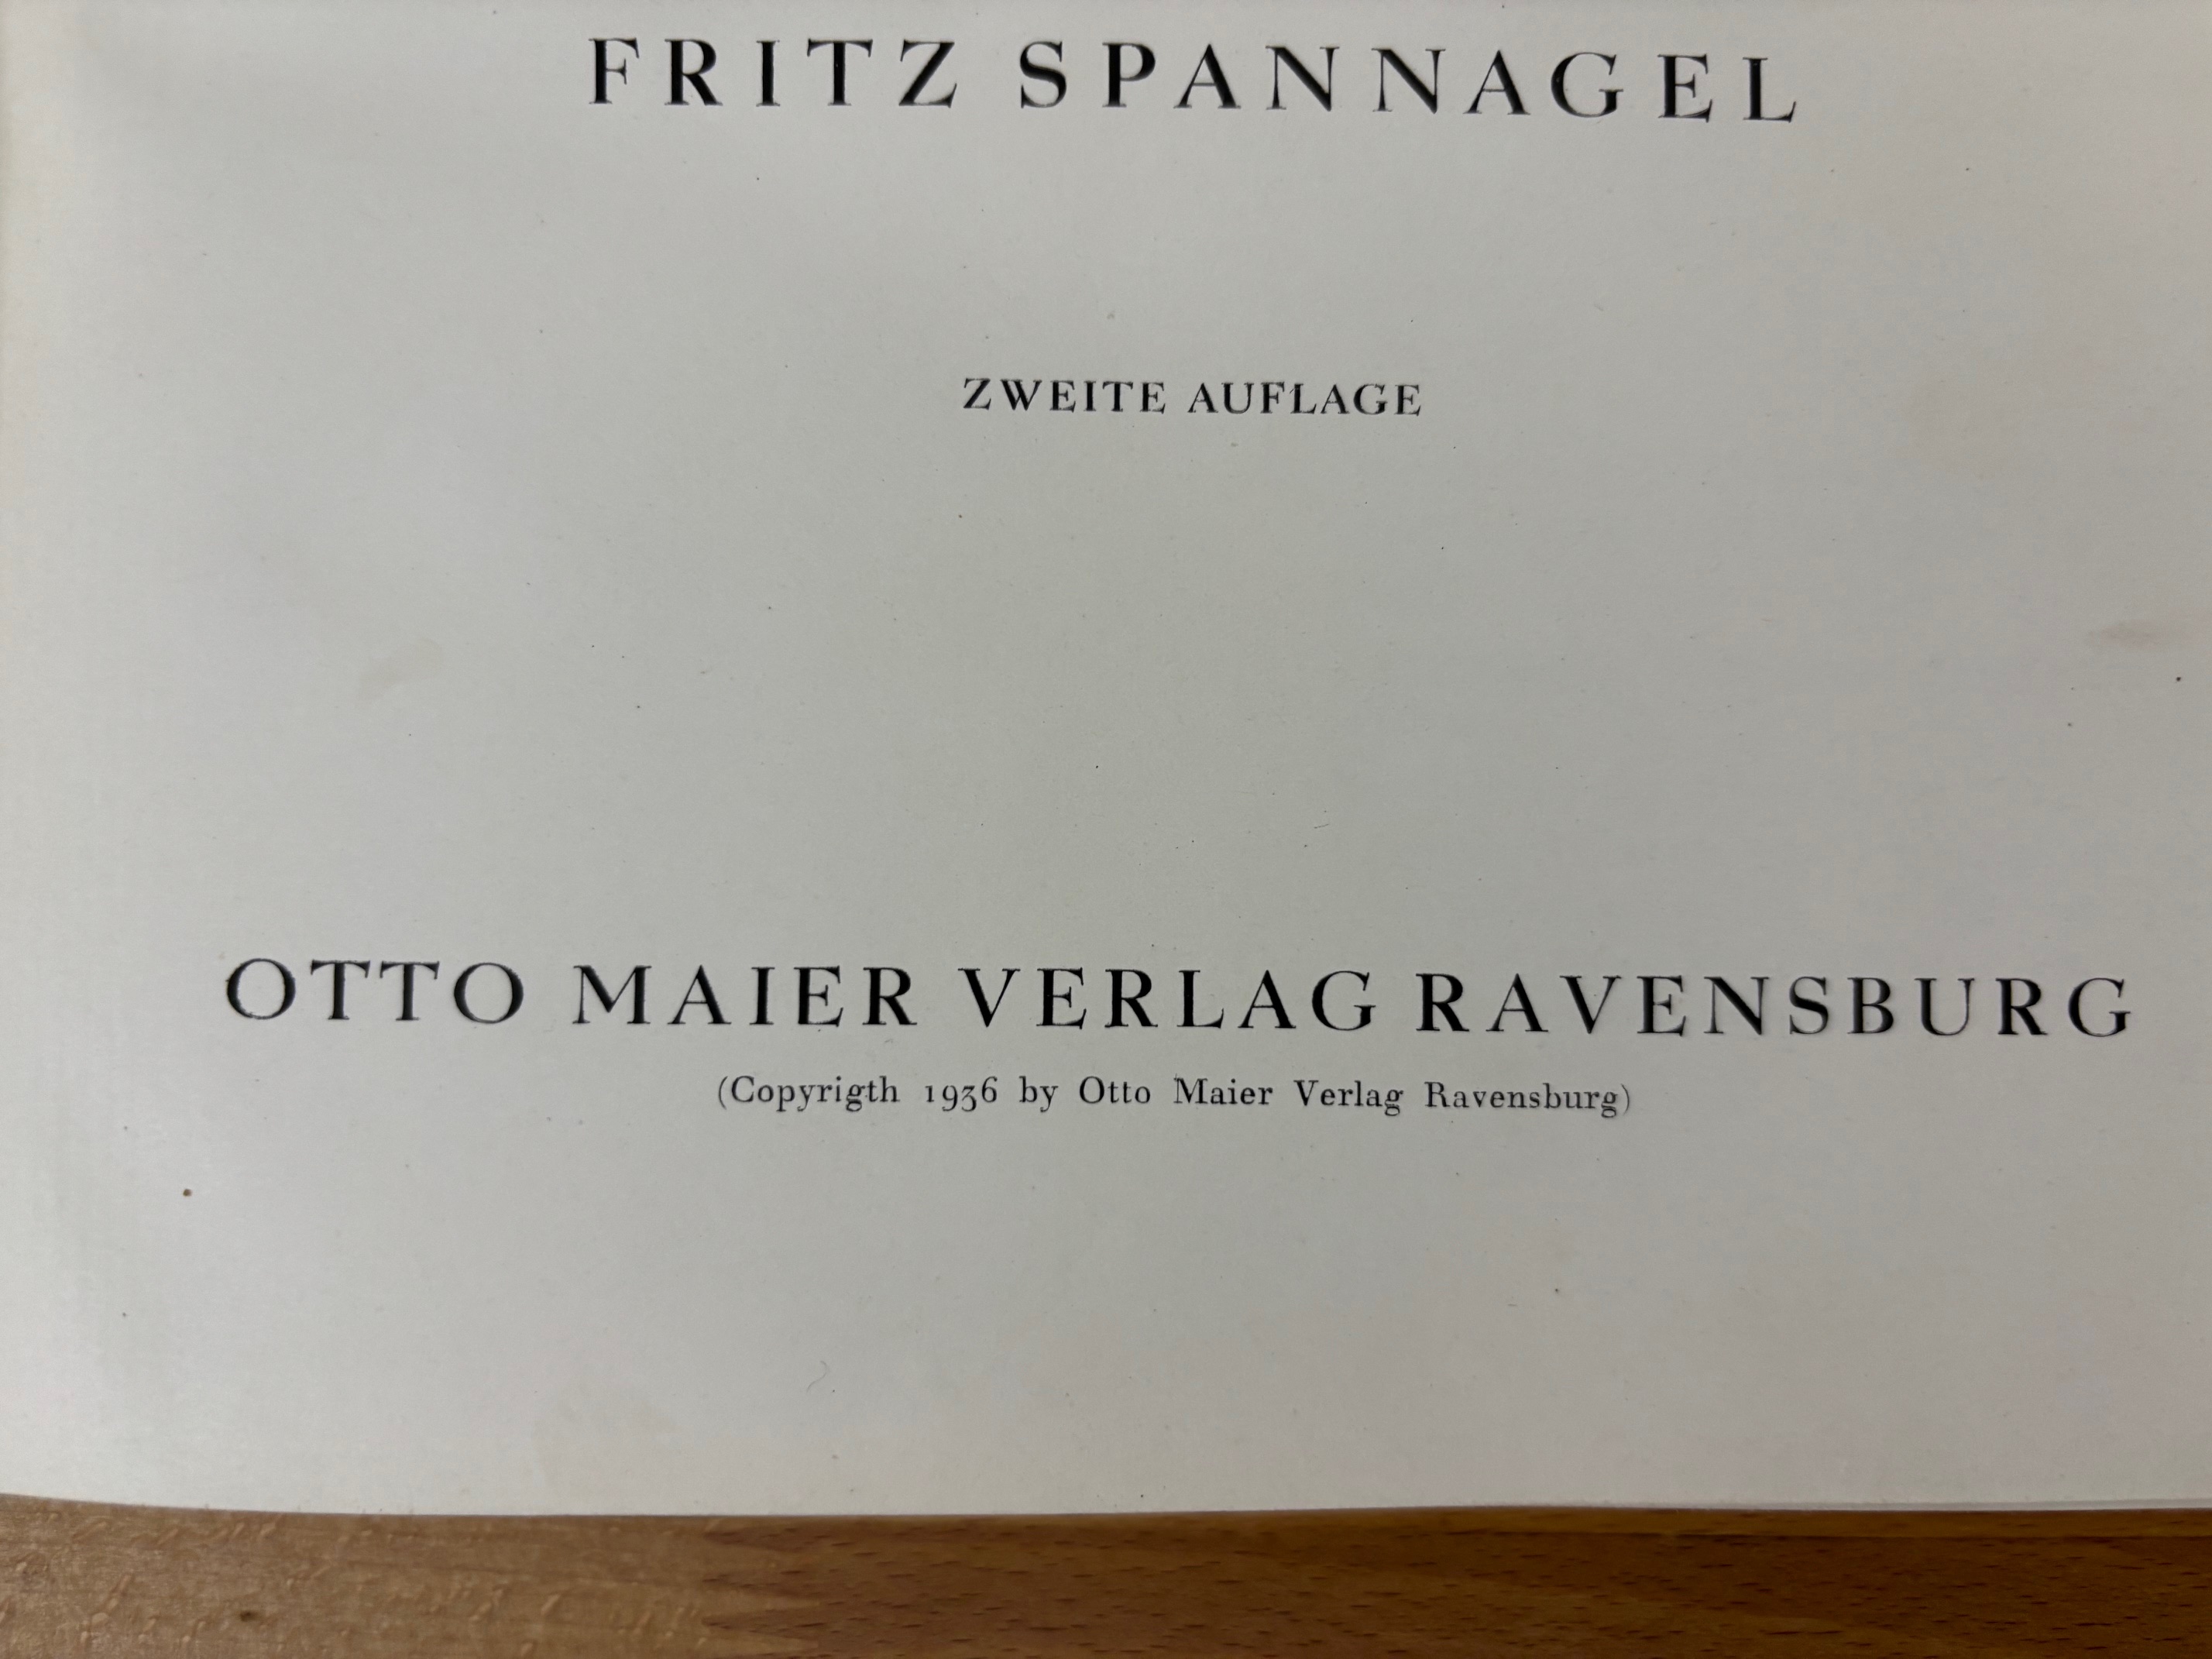 FRITZ SPANNAGEL
ZWEITE AUFLAGE
OTTO MAIER VERLAG RAVENSBURG
(Copyrigth 1936 by Otto Maier Verlag Ravensburg)